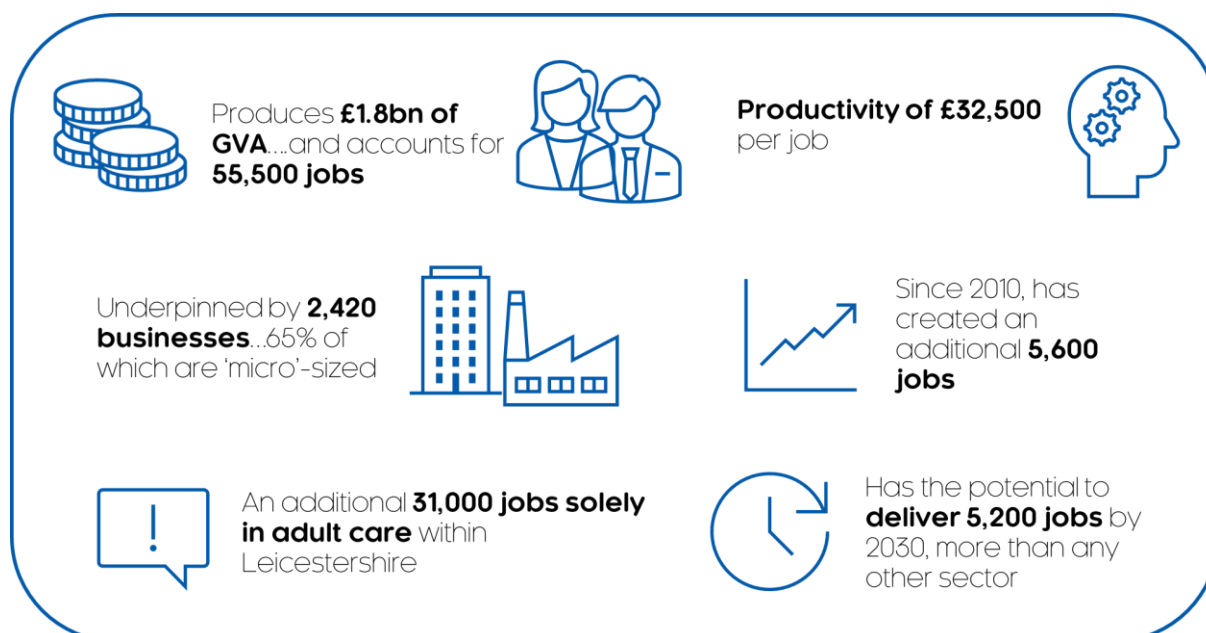 Produces £1.8bn of
GVA....and accounts for
55,500 jobs
Productivity of £32,500
per job
Underpinned by 2,420
businesses...65% of
which are 'micro'-sized
Since 2010, has
created an
additional 5,600
jobs
An additional 31,000 jobs solely
in adult care within
Leicestershire
Has the potential to
deliver 5,200 jobs by
2030, more than any
other sector